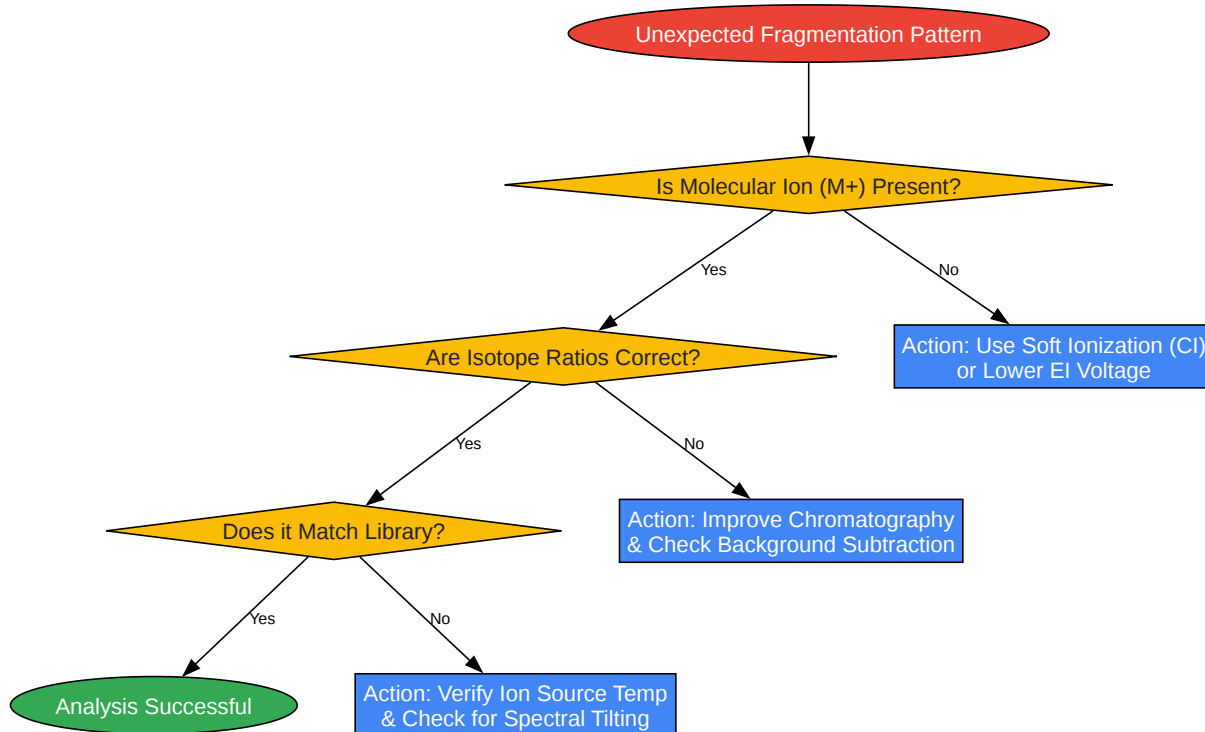 Unexpected Fragmentation Pattern
Is Molecular Ion (M+) Present?
Yes
No
Are Isotope Ratios Correct?
Action: Use Soft Ionization (CI)
or Lower EI Voltage
Yes
No
Does it Match Library?
Action: Improve Chromatography
& Check Background Subtraction
Yes
No
Analysis Successful
Action: Verify Ion Source Temp
& Check for Spectral Tilting